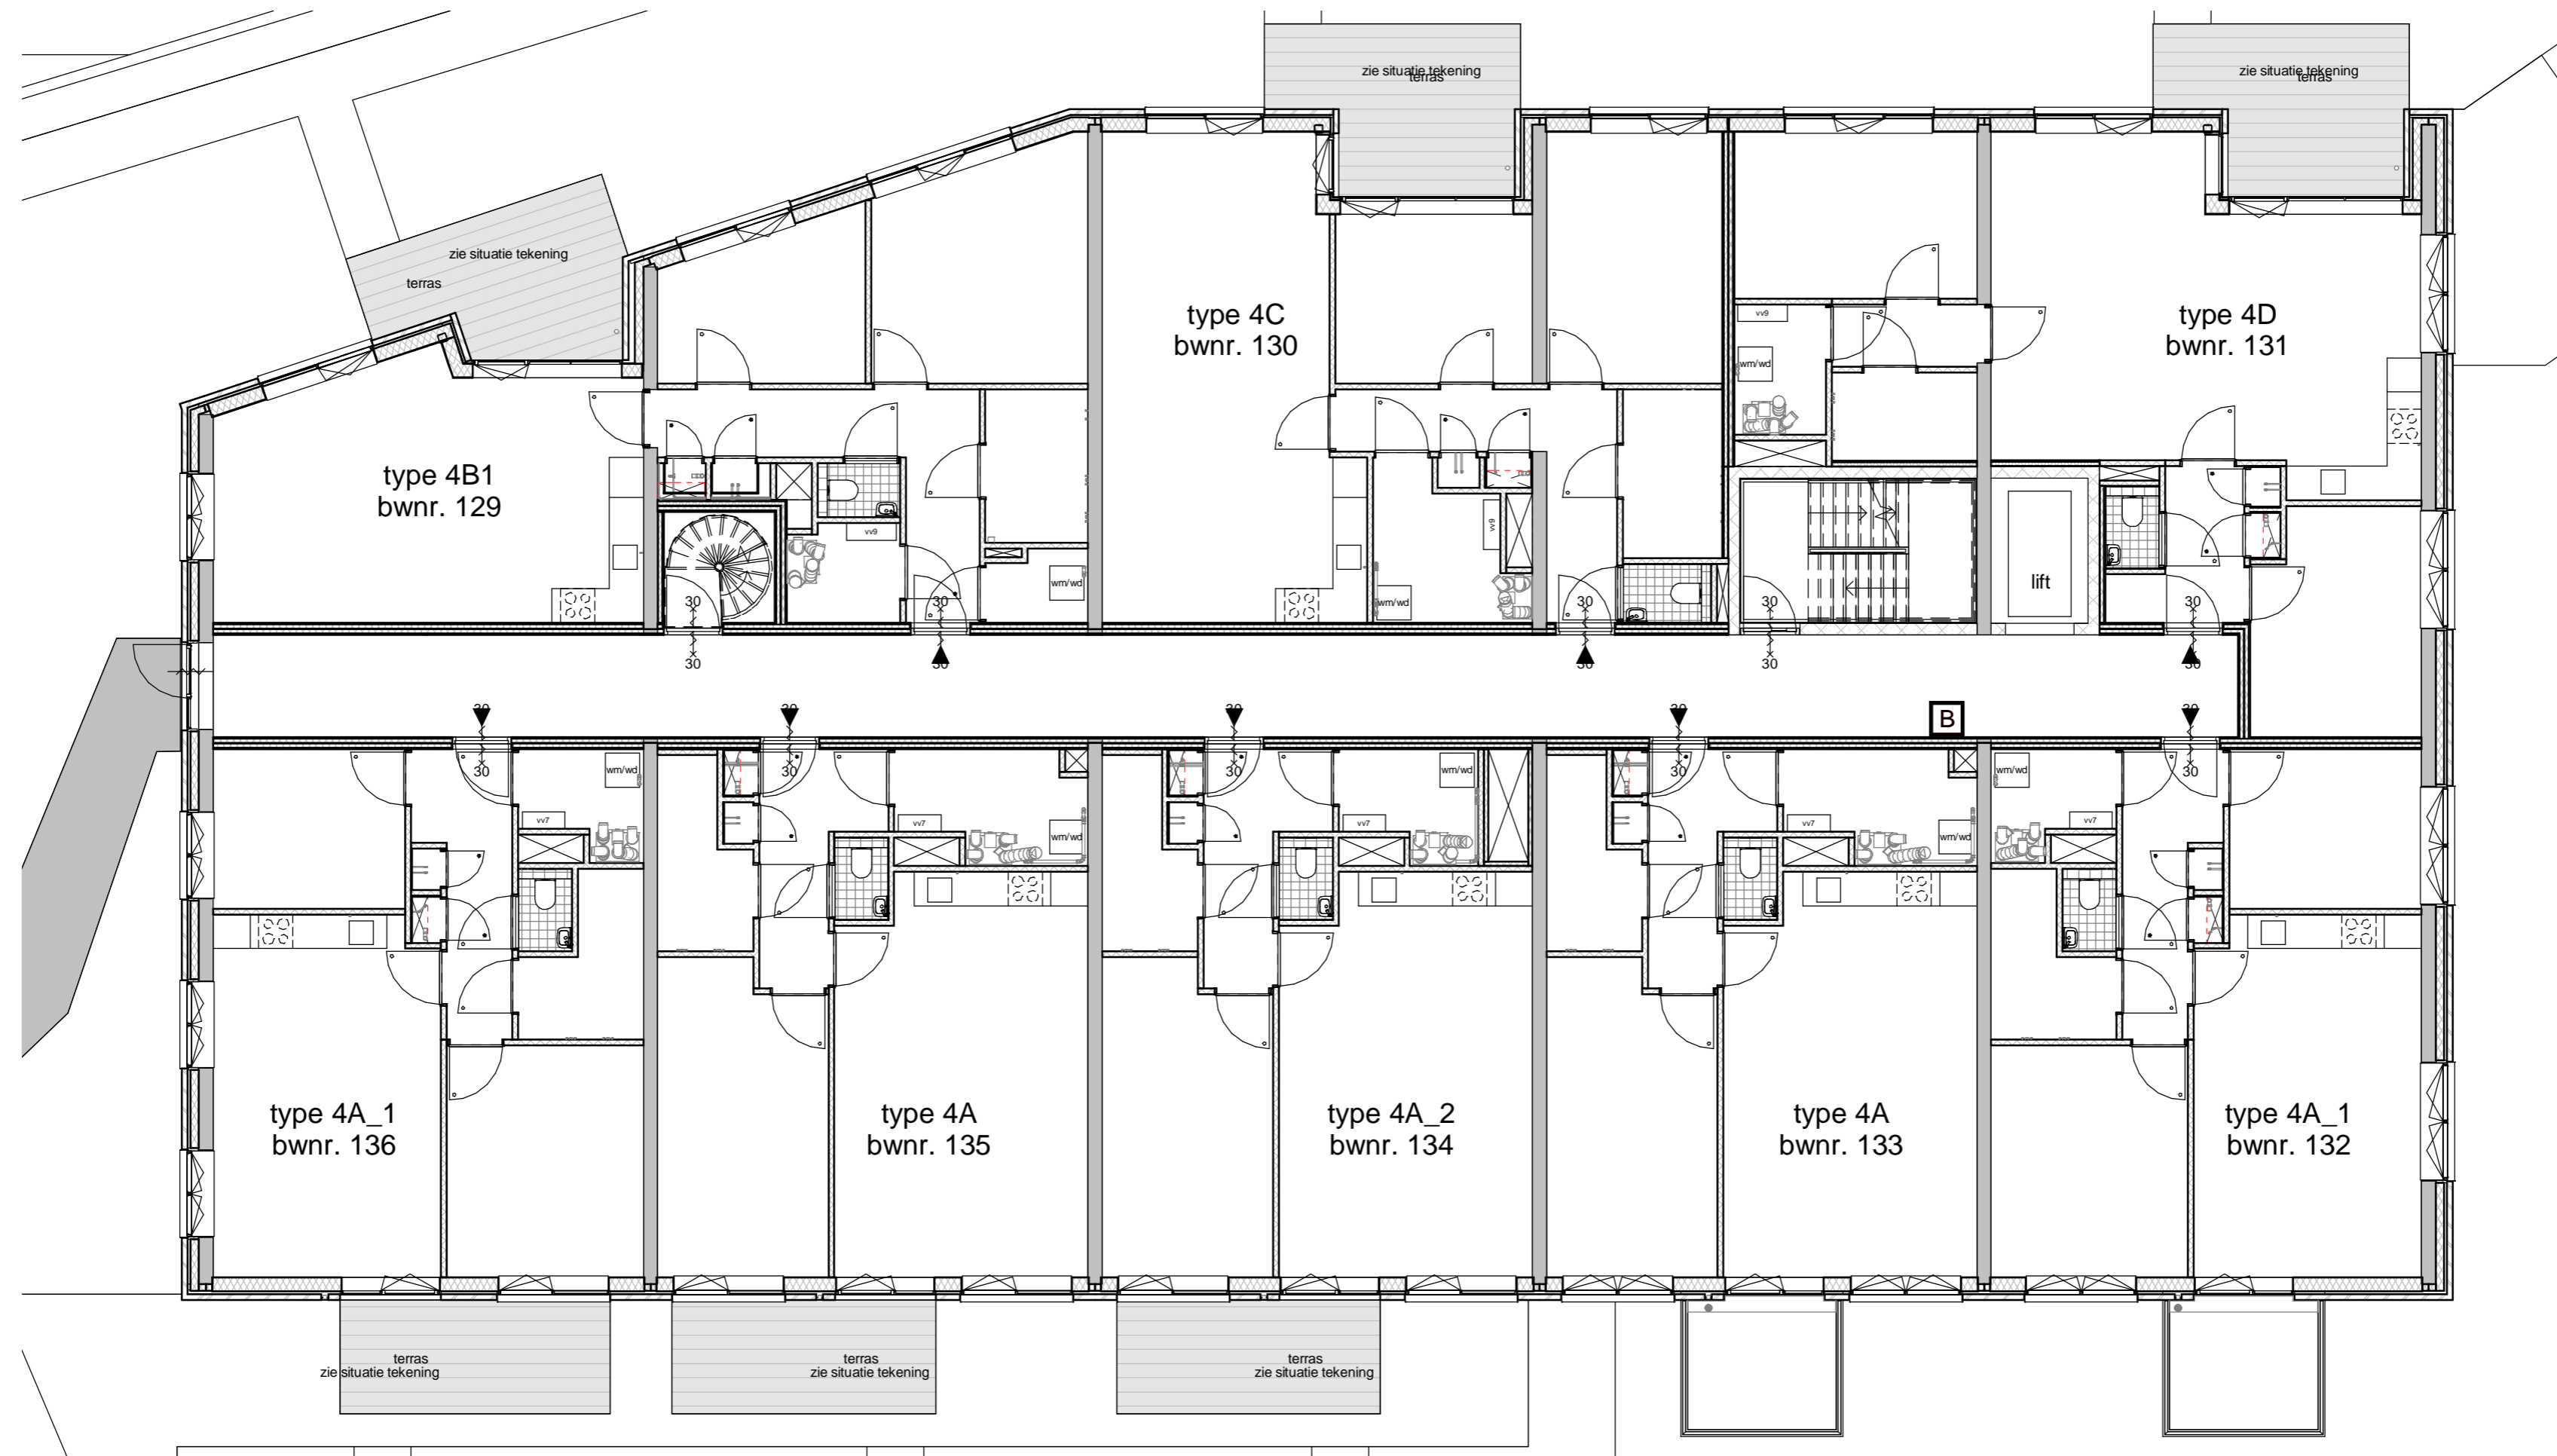 zie situatie tekening
terras
zie situatie tekening
terras
zie situatie tekening
terras
type 4C
bwnr. 130
type 4D
bwnr. 131
type 4B1
bwnr. 129
vv9
wm/wd
vv9
wm/wd
vv9
wm/wd
lift
30
30
30
30
30
30
30
30
30
30
B
30
30
30
30
30
30
30
30
30
30
wm/wd
vv7
vv7
wm/wd
wm/wd
vv7
vv7
wm/wd
wm/wd
vv7
type 4A_1
bwnr. 136
type 4A
bwnr. 135
type 4A_2
bwnr. 134
type 4A
bwnr. 133
type 4A_1
bwnr. 132
terras
zie situatie tekening
terras
zie situatie tekening
terras
zie situatie tekening